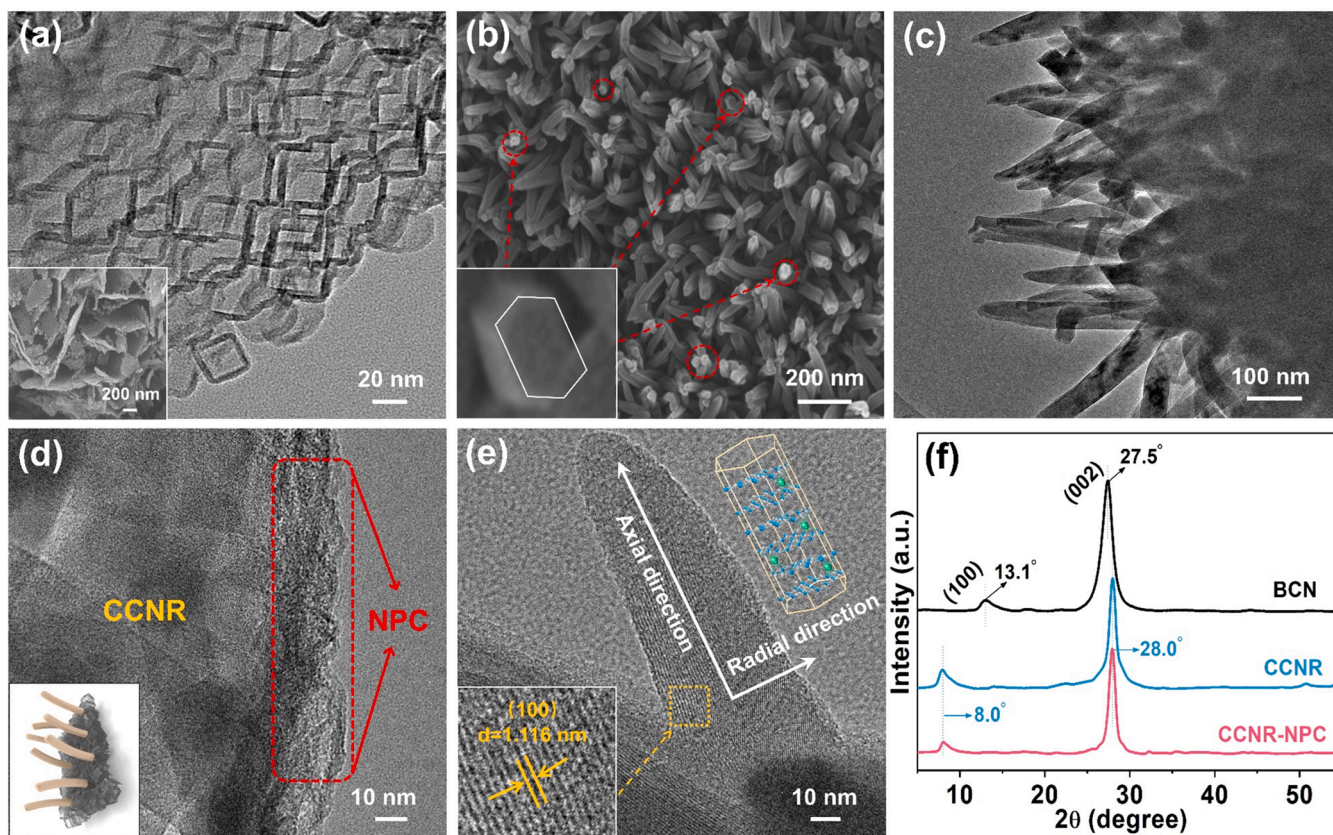 (a)
200 nm
20 nm
(b)
200 nm
(c)
100 nm
(d)
CCNR
NPC
10 nm
(e)
Axial direction
Radial direction
(100)
d=1.116 nm
10 nm
(f)
Intensity (a.u.)
(002)
27.5°
(100)
13.1°
BCN
28.0°
CCNR
8.0°
CCNR-NPC
10 20 30 40 50
2θ (degree)